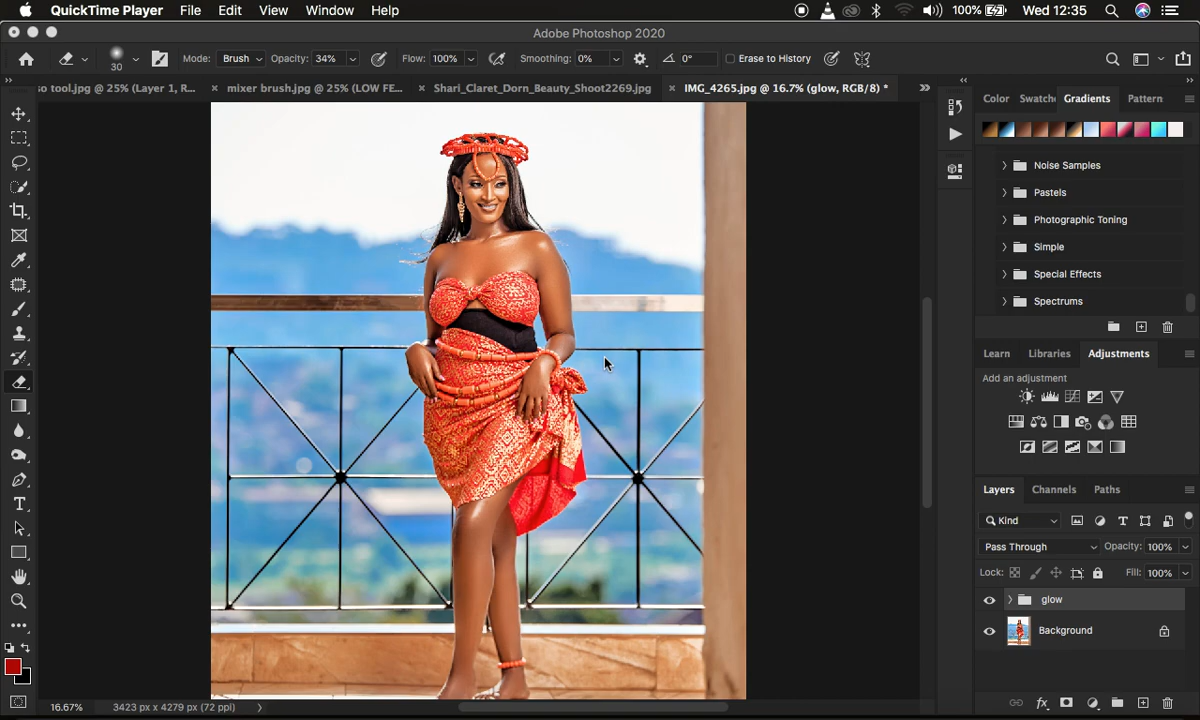 QuickTime Player File Edit View Window Help 100% Wed 12:35
Adobe Photoshop 2020
30 Mode: Brush Opacity: 34% Flow: 100% Smoothing: 0% 0° Erase to History
so tool.jpg @ 25% (Layer 1, R... mixer brush.jpg @ 25% (LOW FE... Shari_Claret_Dorn_Beauty_Shoot2269.jpg IMG_4265.jpg @ 16.7% (glow, RGB/8) *
Color Swatche Gradients Pattern
Noise Samples
Pastels
Photographic Toning
Simple
Special Effects
Spectrums
Learn Libraries Adjustments
Add an adjustment
Layers Channels Paths
Kind
Pass Through Opacity: 100%
Lock: Fill: 100%
glow
Background
16.67% 3423 px x 4279 px (72 ppi)